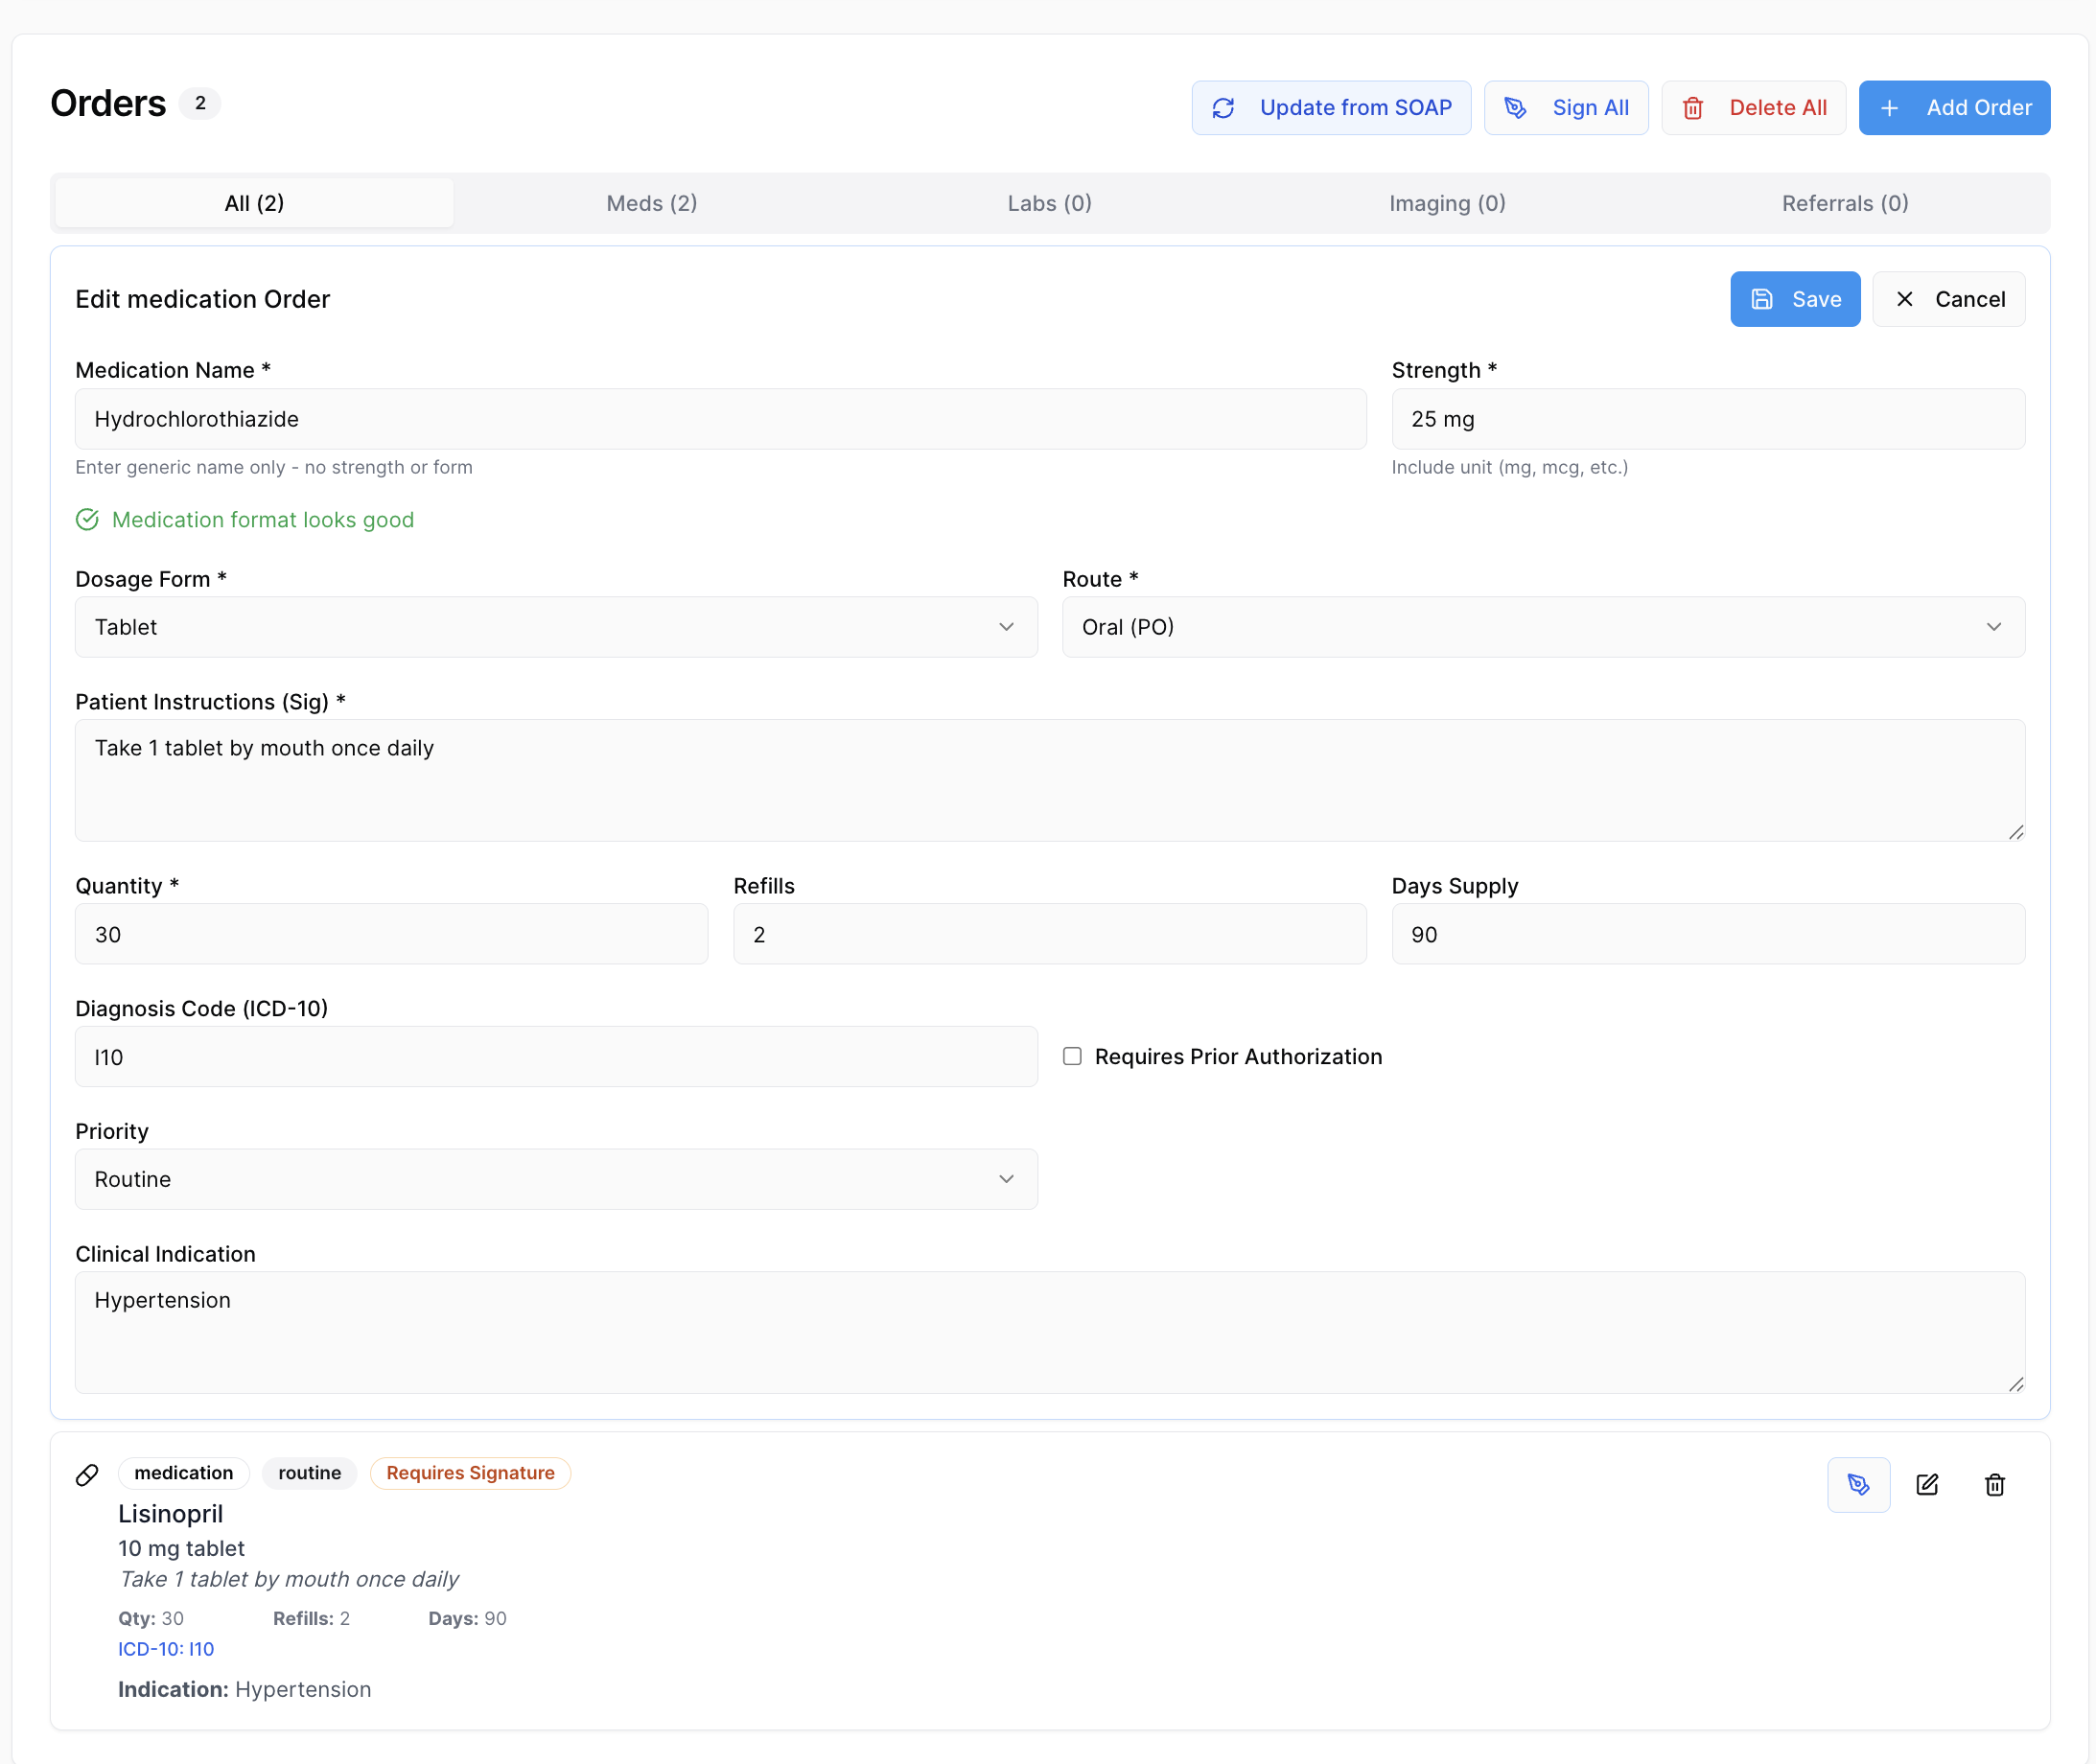 Orders 2
Update from SOAP
Sign All
Delete All
Add Order
All (2)
Meds (2)
Labs (0)
Imaging (0)
Referrals (0)
Edit medication Order
Save
Cancel
Medication Name *
Strength *
Hydrochlorothiazide
25 mg
Enter generic name only - no strength or form
Include unit (mg, mcg, etc.)
Medication format looks good
Dosage Form *
Route *
Tablet
Oral (PO)
Patient Instructions (Sig) *
Take 1 tablet by mouth once daily
Quantity *
Refills
Days Supply
30
2
90
Diagnosis Code (ICD-10)
I10
Requires Prior Authorization
Priority
Routine
Clinical Indication
Hypertension
medication
routine
Requires Signature
Lisinopril
10 mg tablet
Take 1 tablet by mouth once daily
Qty: 30
Refills: 2
Days: 90
ICD-10: I10
Indication: Hypertension